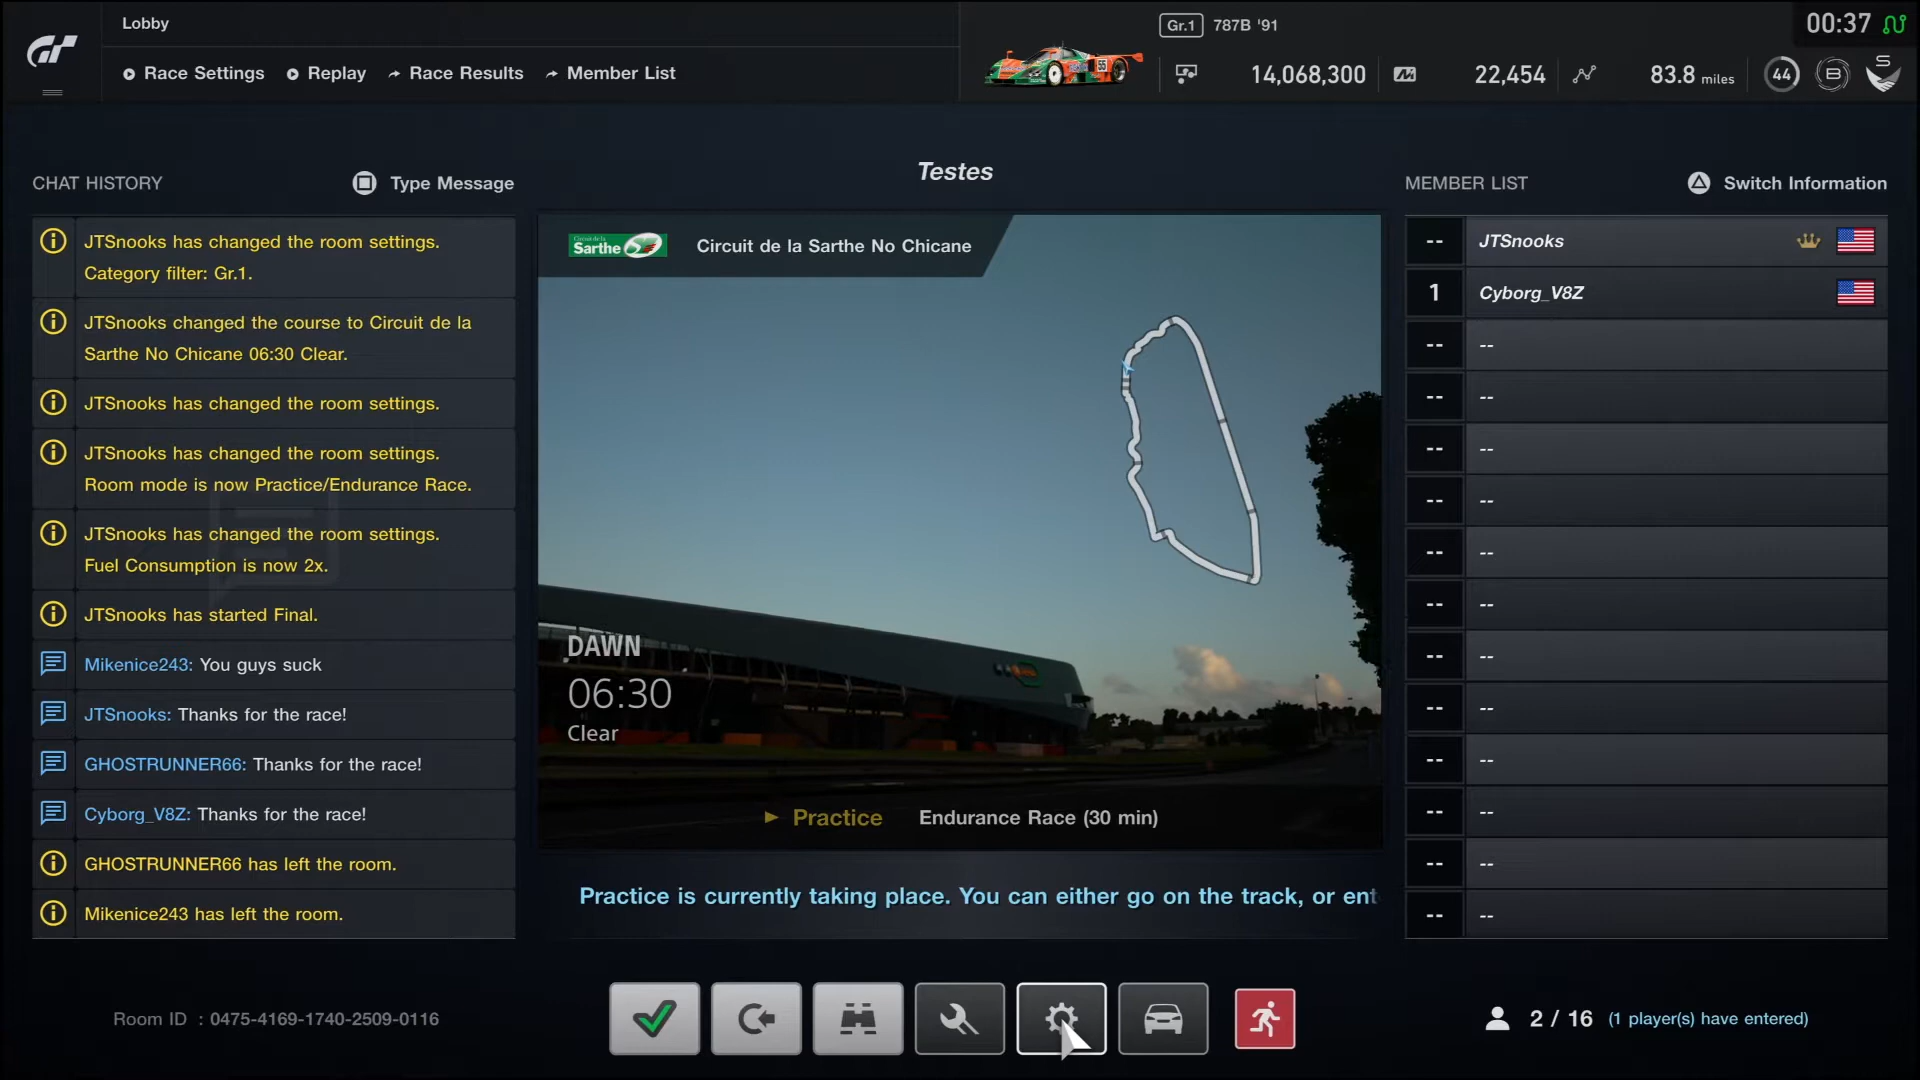 Lobby
Race Settings
Replay
Race Results
Member List
Gr.1
787B '91
14,068,300
22,454
83.8 miles
00:37
44
B
S
CHAT HISTORY
Type Message
Testes
MEMBER LIST
Switch Information
JTSnooks has changed the room settings.
Category filter: Gr.1.
JTSnooks changed the course to Circuit de la
Sarthe No Chicane 06:30 Clear.
JTSnooks has changed the room settings.
JTSnooks has changed the room settings.
Room mode is now Practice/Endurance Race.
JTSnooks has changed the room settings.
Fuel Consumption is now 2x.
JTSnooks has started Final.
Mikenice243: You guys suck
JTSnooks: Thanks for the race!
GHOSTRUNNER66: Thanks for the race!
Cyborg_V8Z: Thanks for the race!
GHOSTRUNNER66 has left the room.
Mikenice243 has left the room.
Circuit de la
Sarthe
Circuit de la Sarthe No Chicane
DAWN
06:30
Clear
Practice
Endurance Race (30 min)
Practice is currently taking place. You can either go on the track, or ent
-- JTSnooks
1 Cyborg_V8Z
-- --
-- --
-- --
-- --
-- --
-- --
-- --
-- --
-- --
-- --
-- --
-- --
Room ID : 0475-4169-1740-2509-0116
2 / 16 (1 player(s) have entered)